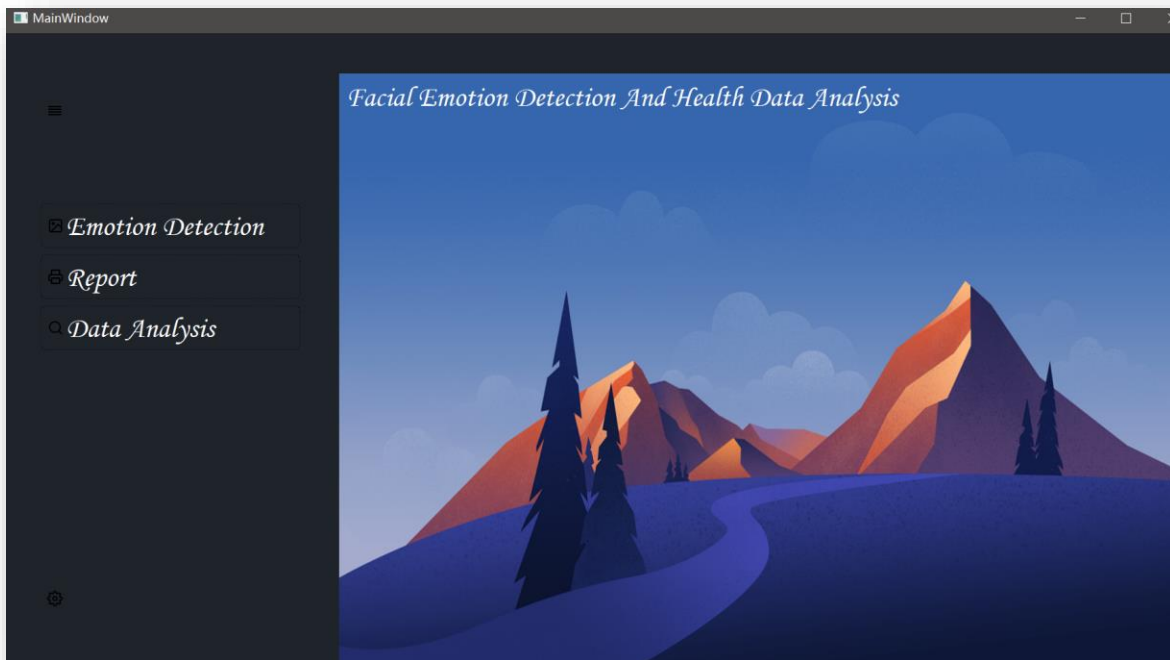 MainWindow
Facial Emotion Detection And Health Data Analysis
Emotion Detection
Report
Data Analysis